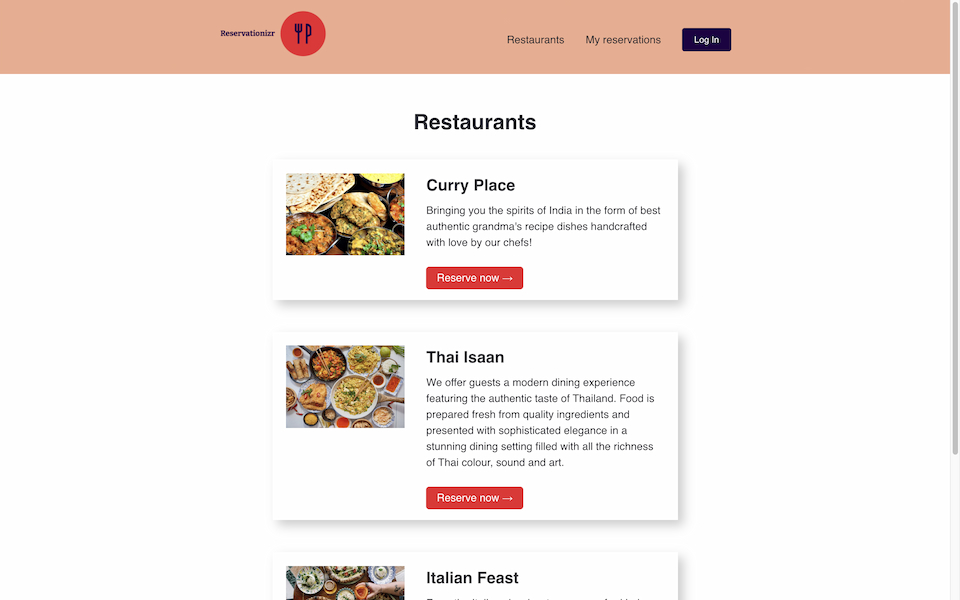 Reservationizr
Restaurants
My reservations
Log In
Restaurants
Curry Place
Bringing you the spirits of India in the form of best
authentic grandma's recipe dishes handcrafted
with love by our chefs!
Reserve now →
Thai Isaan
We offer guests a modern dining experience
featuring the authentic taste of Thailand. Food is
prepared fresh from quality ingredients and
presented with sophisticated elegance in a
stunning dining setting filled with all the richness
of Thai colour, sound and art.
Reserve now →
Italian Feast